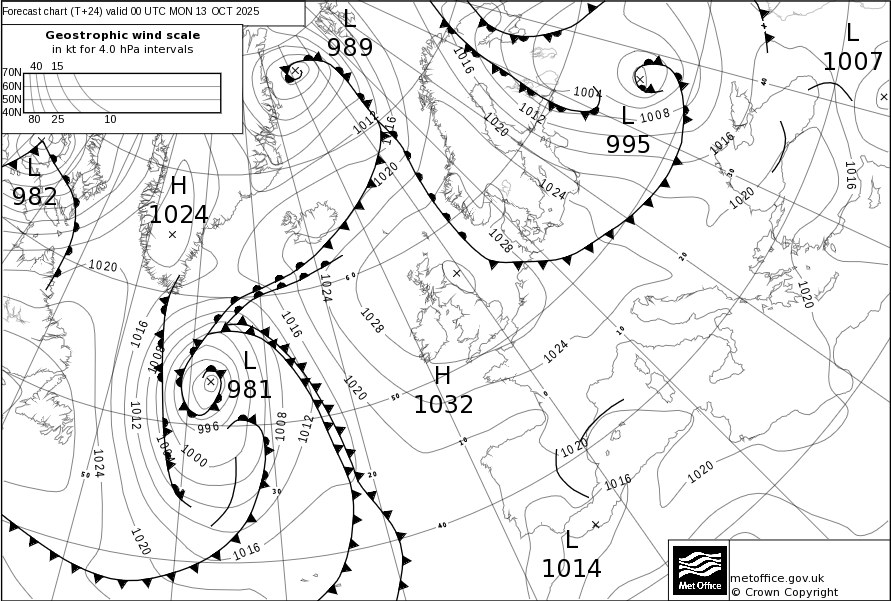 Forecast chart (T+24) valid 00 UTC MON 13 OCT 2025
Geostrophic wind scale
in kt for 4.0 hPa intervals
40 15
70N
60N
50N
40N
80 25 10
L
989
L
1007
L
995
L
982
H
1024
L
981
H
1032
L
1014
1016
1004
1012
1008
1012
1016
1020
1016
1020
1024
1020
1016
1028
1020
1020
1024
1016
1028
1016
1008
1024
1020
1012
996
1008
1012
1000
1004
1024
1020
1016
1020
1016
1020
40
30
20
10
0
60
50
10
20
30
40
50
Met Office
metoffice.gov.uk
© Crown Copyright